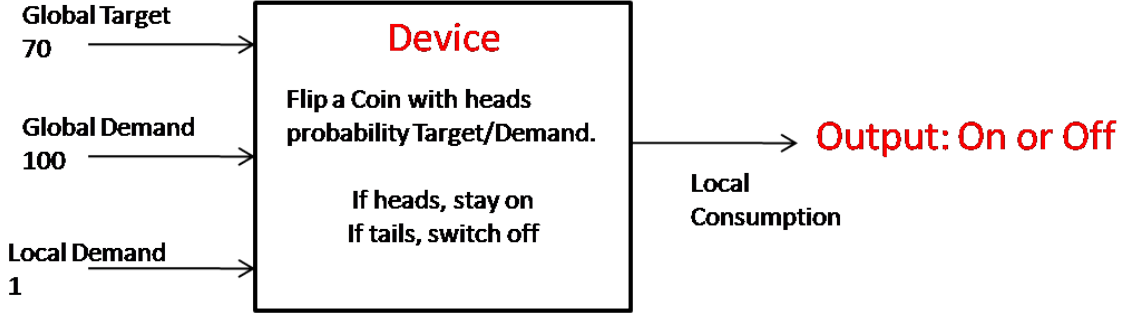 Global Target
70
Global Demand
100
Local Demand
1
Device
Flip a Coin with heads
probability Target/Demand.
If heads, stay on
If tails, switch off
Local
Consumption
Output: On or Off